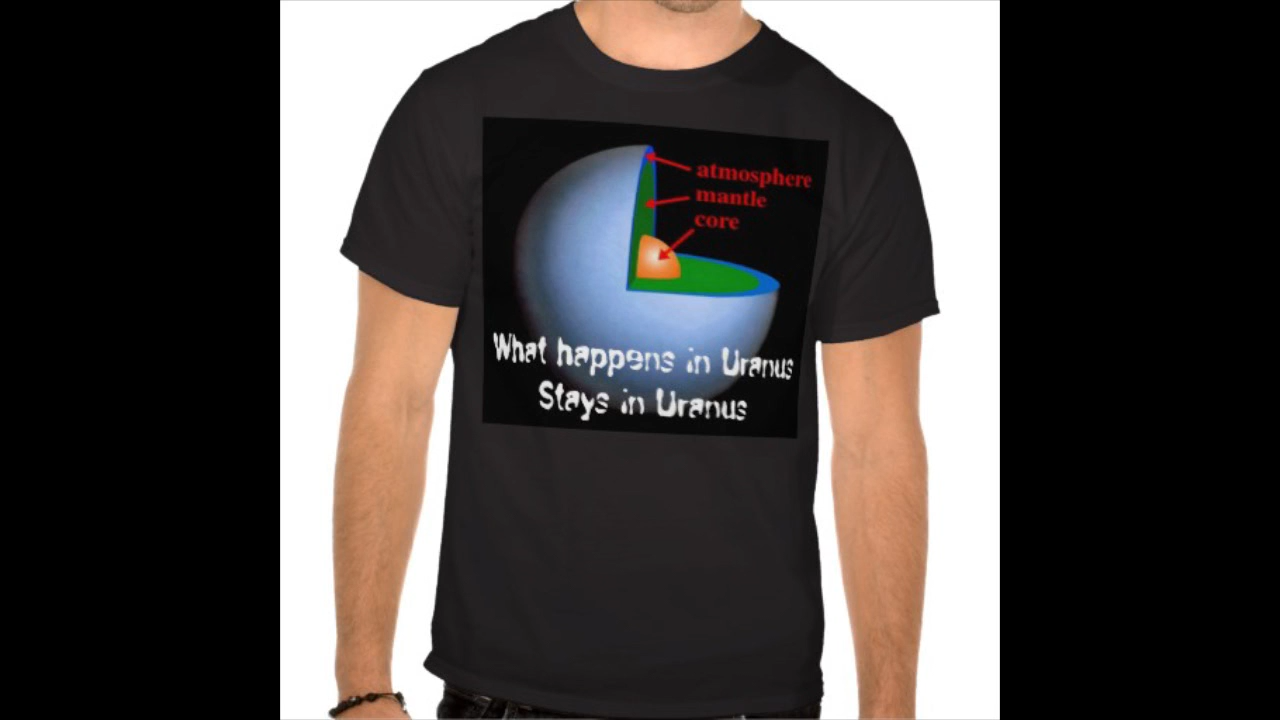 atmosphere
mantle
core
What happens in Uranus
Stays in Uranus